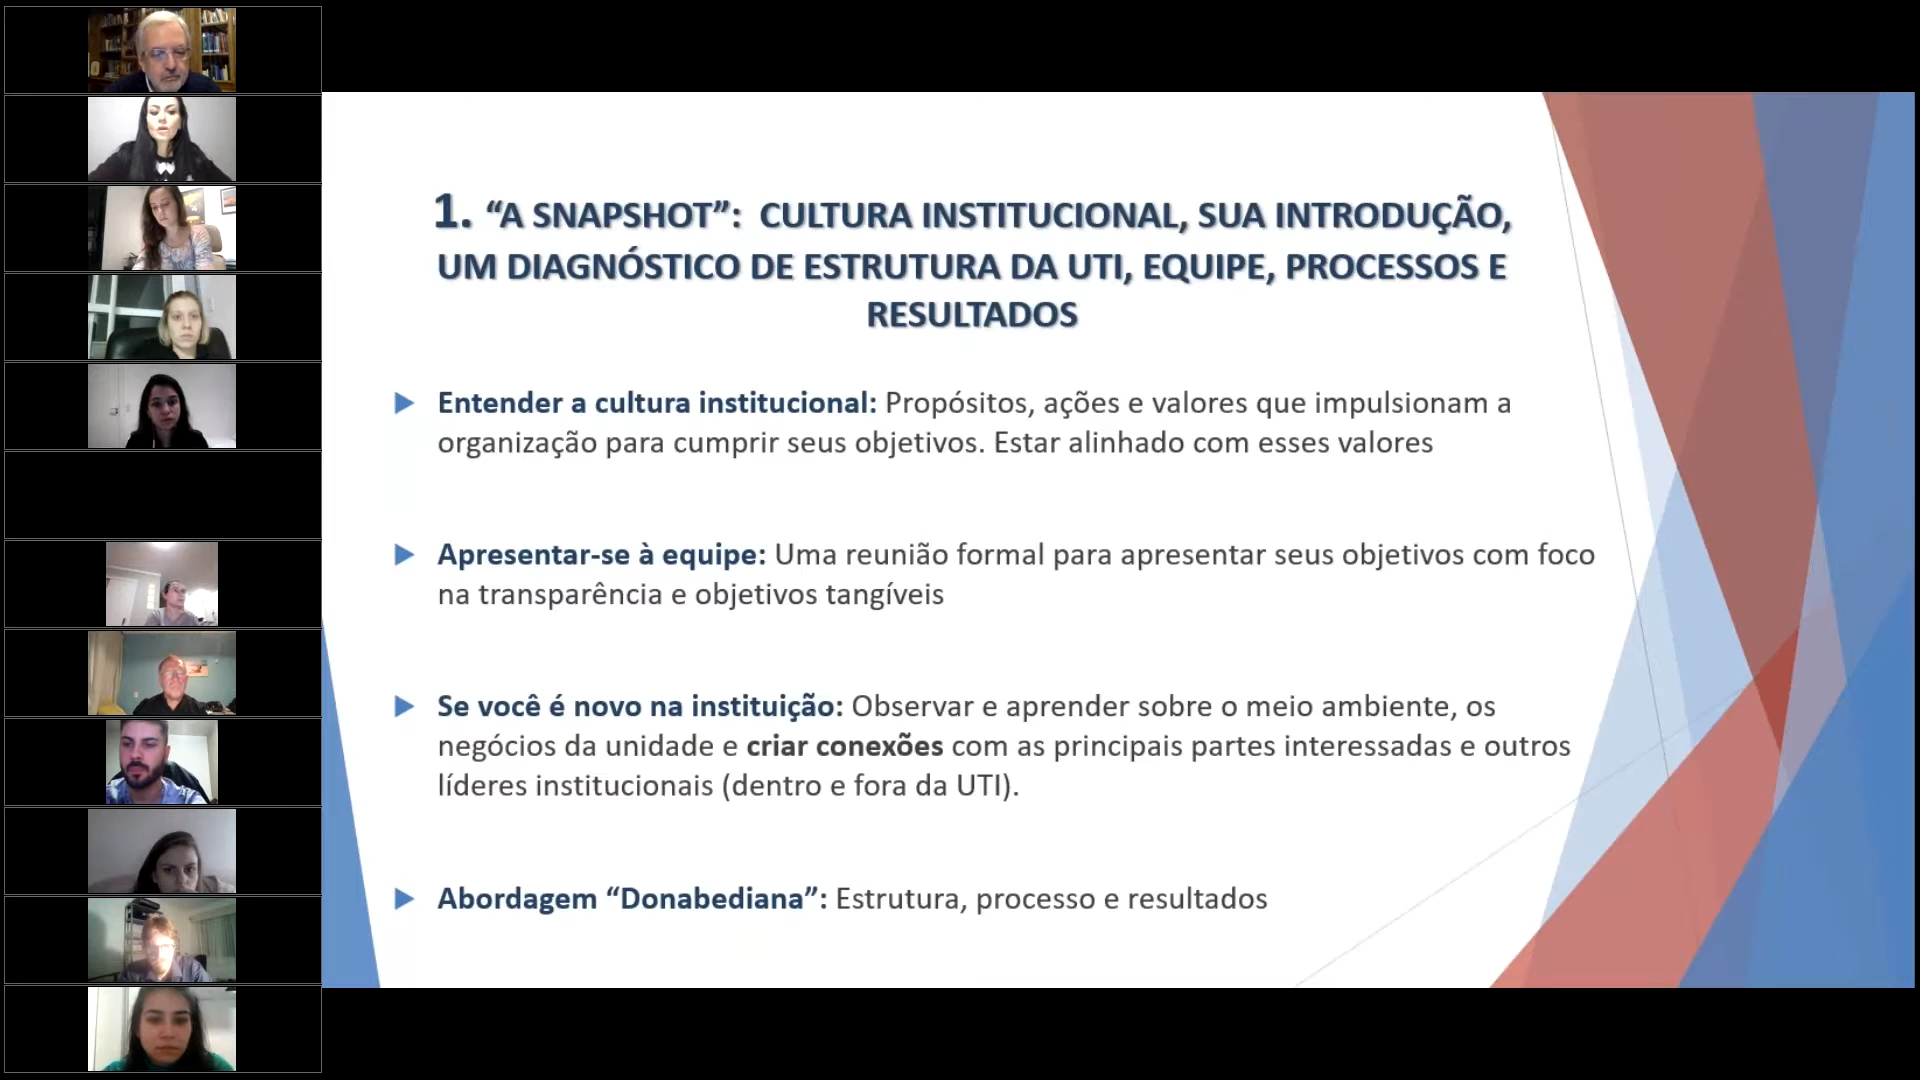 1. “A SNAPSHOT”: CULTURA INSTITUCIONAL, SUA INTRODUÇÃO,
UM DIAGNÓSTICO DE ESTRUTURA DA UTI, EQUIPE, PROCESSOS E
RESULTADOS
Entender a cultura institucional: Propósitos, ações e valores que impulsionam a
organização para cumprir seus objetivos. Estar alinhado com esses valores
Apresentar-se à equipe: Uma reunião formal para apresentar seus objetivos com foco
na transparência e objetivos tangíveis
Se você é novo na instituição: Observar e aprender sobre o meio ambiente, os
negócios da unidade e criar conexões com as principais partes interessadas e outros
líderes institucionais (dentro e fora da UTI).
Abordagem “Donabediana”: Estrutura, processo e resultados